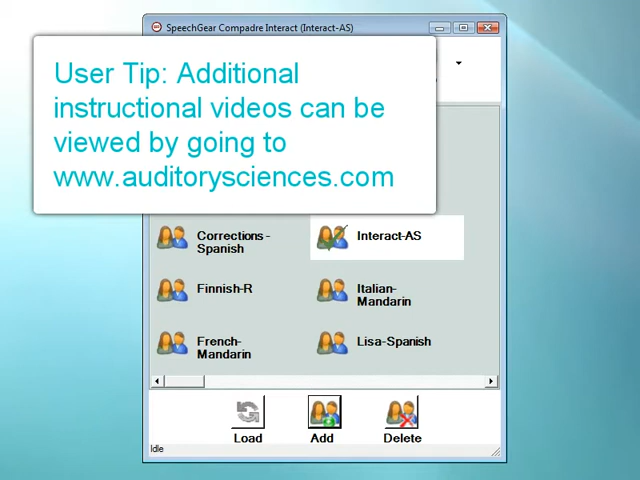 SpeechGear Compadre Interact (Interact-AS)
User Tip: Additional
instructional videos can be
viewed by going to
www.auditorysciences.com
Corrections -
Spanish
Interact-AS
Finnish-R
Italian-
Mandarin
French-
Mandarin
Lisa-Spanish
Load
Add
Delete
Idle